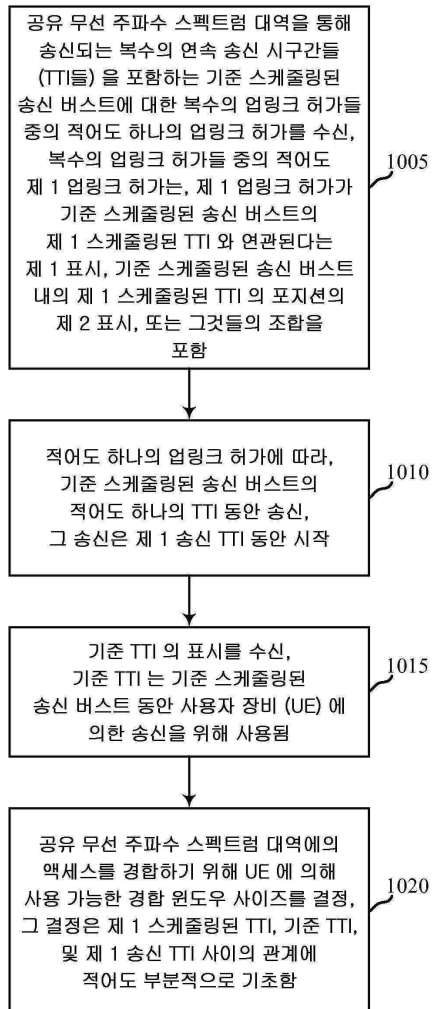 공유 무선 주파수 스펙트럼 대역을 통해
송신되는 복수의 연속 송신 시구간들
(TTI들) 을 포함하는 기준 스케줄링된
송신 버스트에 대한 복수의 업링크 허가들
중의 적어도 하나의 업링크 허가를 수신,
복수의 업링크 허가들 중의 적어도
제 1 업링크 허가는, 제 1 업링크 허가가
기준 스케줄링된 송신 버스트의
제 1 스케줄링된 TTI 와 연관된다는
제 1 표시, 기준 스케줄링된 송신 버스트
내의 제 1 스케줄링된 TTI 의 포지션의
제 2 표시, 또는 그것들의 조합을
포함
1005
적어도 하나의 업링크 허가에 따라,
기준 스케줄링된 송신 버스트의
적어도 하나의 TTI 동안 송신,
그 송신은 제 1 송신 TTI 동안 시작
1010
기준 TTI 의 표시를 수신,
기준 TTI 는 기준 스케줄링된
송신 버스트 동안 사용자 장비 (UE) 에
의한 송신을 위해 사용됨
1015
공유 무선 주파수 스펙트럼 대역에의
액세스를 경합하기 위해 UE 에 의해
사용 가능한 경합 윈도우 사이즈를 결정,
그 결정은 제 1 스케줄링된 TTI, 기준 TTI,
및 제 1 송신 TTI 사이의 관계에
적어도 부분적으로 기초함
1020